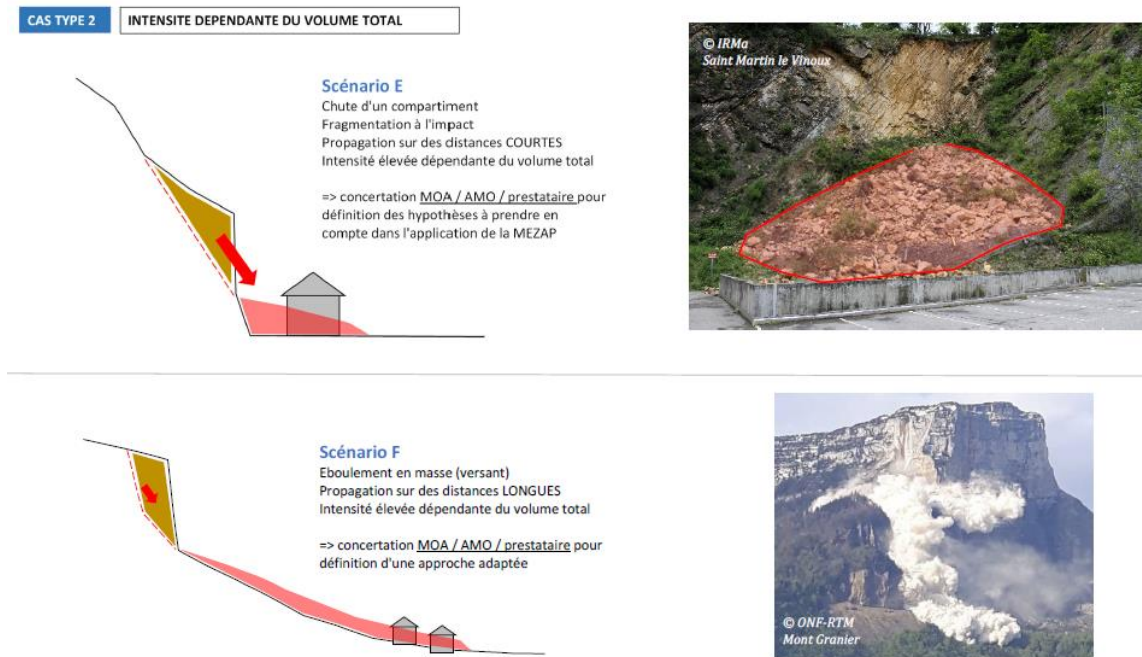 CAS TYPE 2
INTENSITE DEPENDANTE DU VOLUME TOTAL
Scénario E
Chute d'un compartiment
Fragmentation à l'impact
Propagation sur des distances COURTES
Intensité élevée dépendante du volume total
=> concertation MOA / AMO / prestataire pour
définition des hypothèses à prendre en
compte dans l'application de la MEZAP
© IRMa
Saint Martin le Vinoux
Scénario F
Eboulement en masse (versant)
Propagation sur des distances LONGUES
Intensité élevée dépendante du volume total
=> concertation MOA / AMO / prestataire pour
définition d'une approche adaptée
© ONF-RTM
Mont Granier